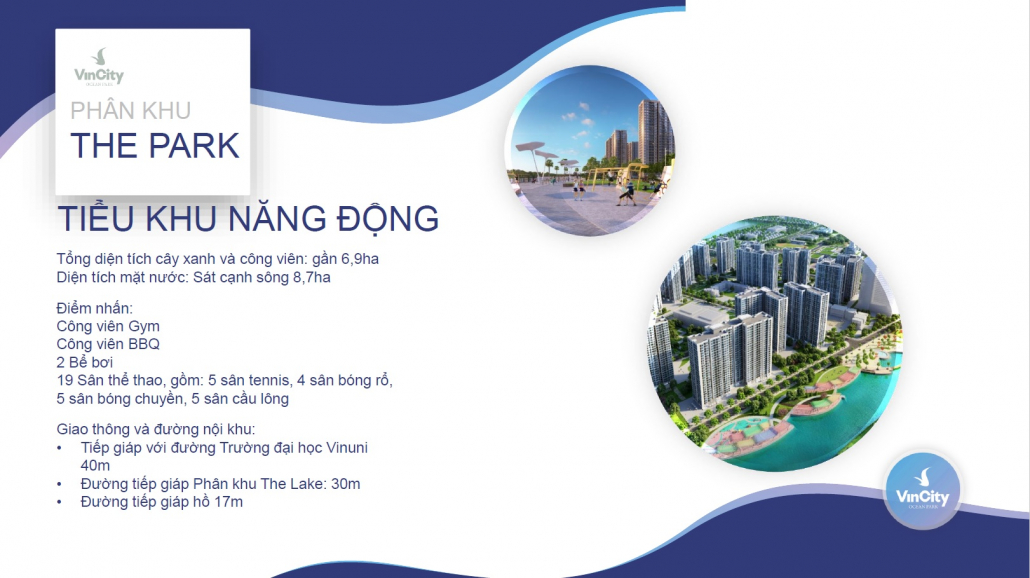 VinCity
OCEAN PARK
PHÂN KHU
THE PARK
TIỂU KHU NĂNG ĐỘNG
Tổng diện tích cây xanh và công viên: gần 6,9ha
Diện tích mặt nước: Sát cạnh sông 8,7ha
Điểm nhấn:
Công viên Gym
Công viên BBQ
2 Bể bơi
19 Sân thể thao, gồm: 5 sân tennis, 4 sân bóng rổ,
5 sân bóng chuyền, 5 sân cầu lông
Giao thông và đường nội khu:
• Tiếp giáp với đường Trường đại học Vinuni
40m
• Đường tiếp giáp Phân khu The Lake: 30m
• Đường tiếp giáp hồ 17m
VinCity
OCEAN PARK